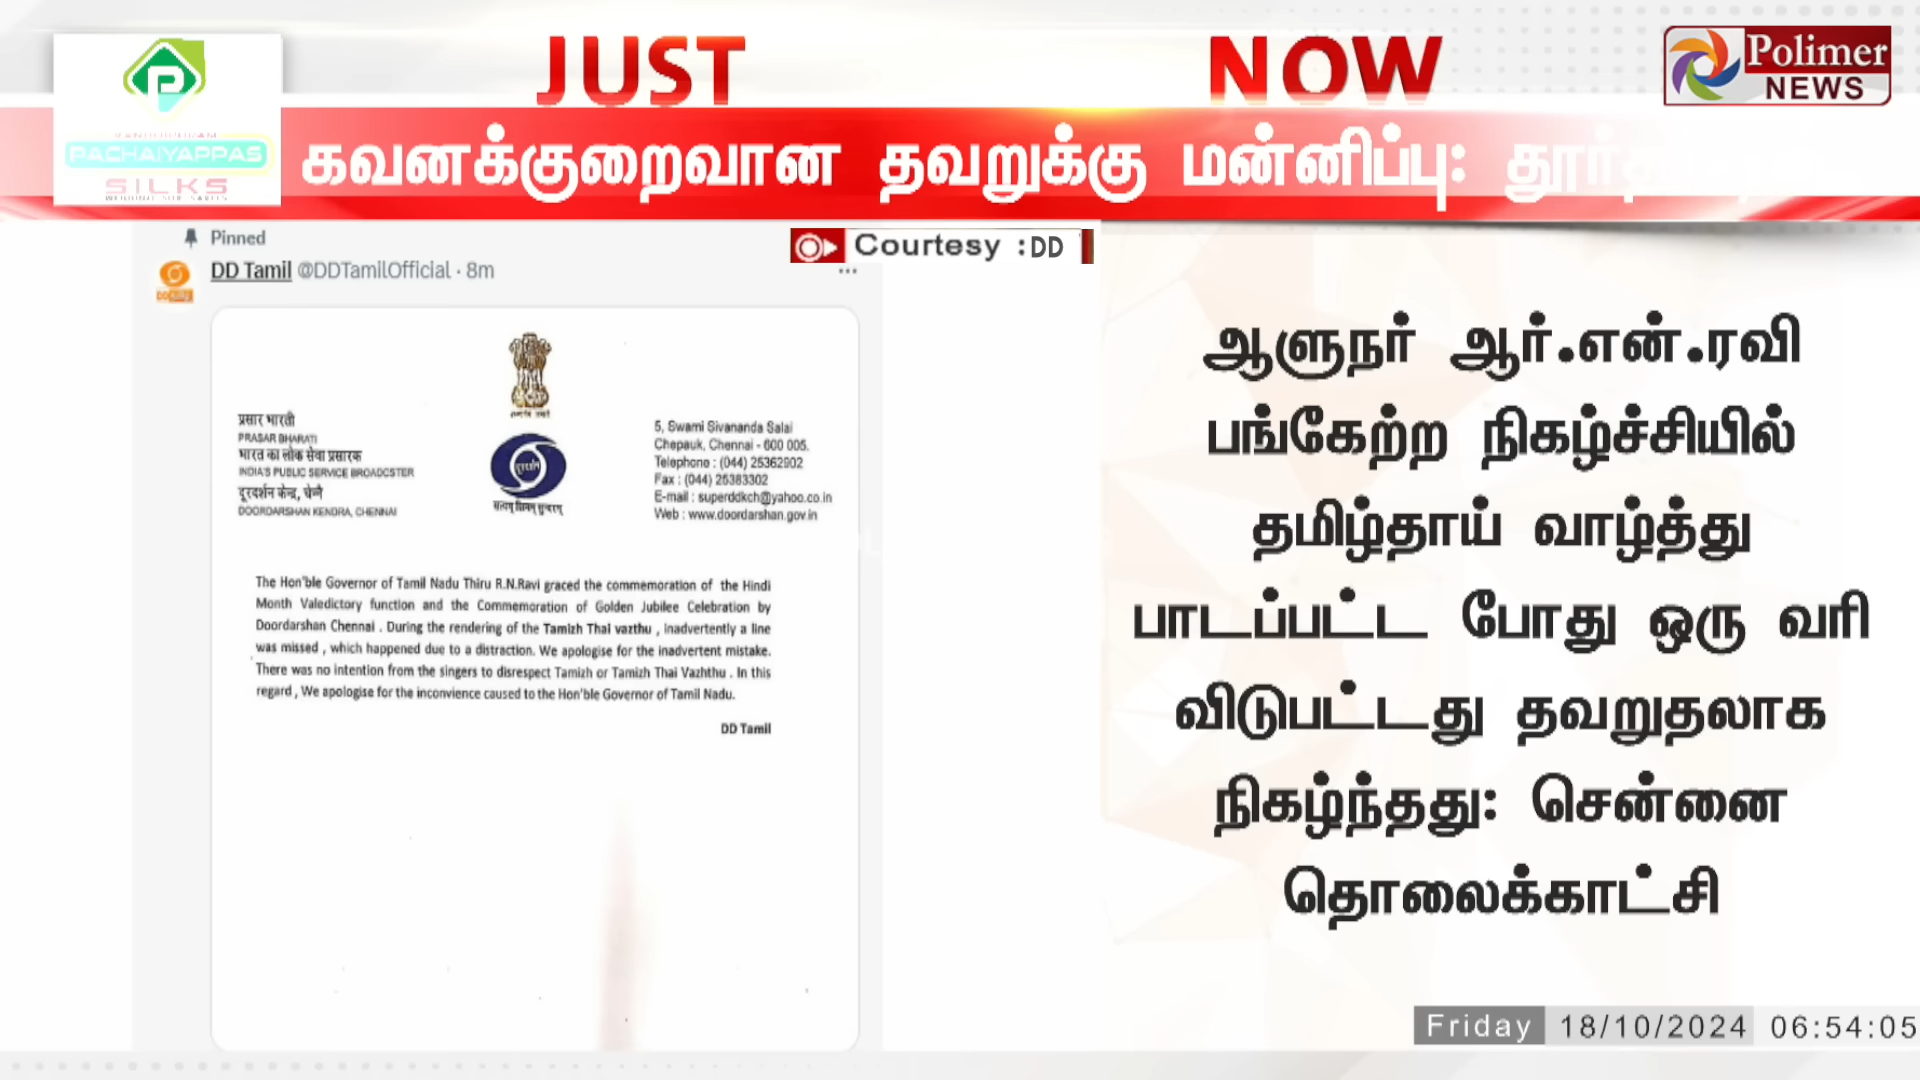 JUST NOW
Polimer
NEWS
PACHAIYAPPAS
SILKS
கவனக்குறைவான தவறுக்கு மன்னிப்பு:
Pinned
Courtesy : DD
DD Tamil @DDTamilOfficial · 8m
प्रसार भारती
PRASAR BHARATI
भारत का लोक सेवा प्रसारक
INDIA'S PUBLIC SERVICE BROADCSTER
दूरदर्शन केन्द्र, चेन्नै
DOORDARSHAN KENDRA, CHENNAI
दूरदर्शन
सत्यम् शिवम् सुन्दरम्
5, Swami Sivananda Salai
Chepauk, Chennai - 600 005.
Telephone : (044) 25362902
Fax : (044) 25383302
E-mail : superddkch@yahoo.co.in
Web : www.doordarshan.gov.in
The Hon'ble Governor of Tamil Nadu Thiru R.N.Ravi graced the commemoration of the Hindi
Month Valedictory function and the Commemoration of Golden Jubilee Celebration by
Doordarshan Chennai . During the rendering of the Tamizh Thai vazthu , inadvertently a line
was missed , which happened due to a distraction. We apologise for the inadvertent mistake.
There was no intention from the singers to disrespect Tamizh or Tamizh Thai Vazhthu . In this
regard , We apologise for the inconvience caused to the Hon'ble Governor of Tamil Nadu.
DD Tamil
ஆளுநர் ஆர்.என்.ரவி
பங்கேற்ற நிகழ்ச்சியில்
தமிழ்தாய் வாழ்த்து
பாடப்பட்ட போது ஒரு வரி
விடுபட்டது தவறுதலாக
நிகழ்ந்தது: சென்னை
தொலைக்காட்சி
Friday 18/10/2024 06:54:05